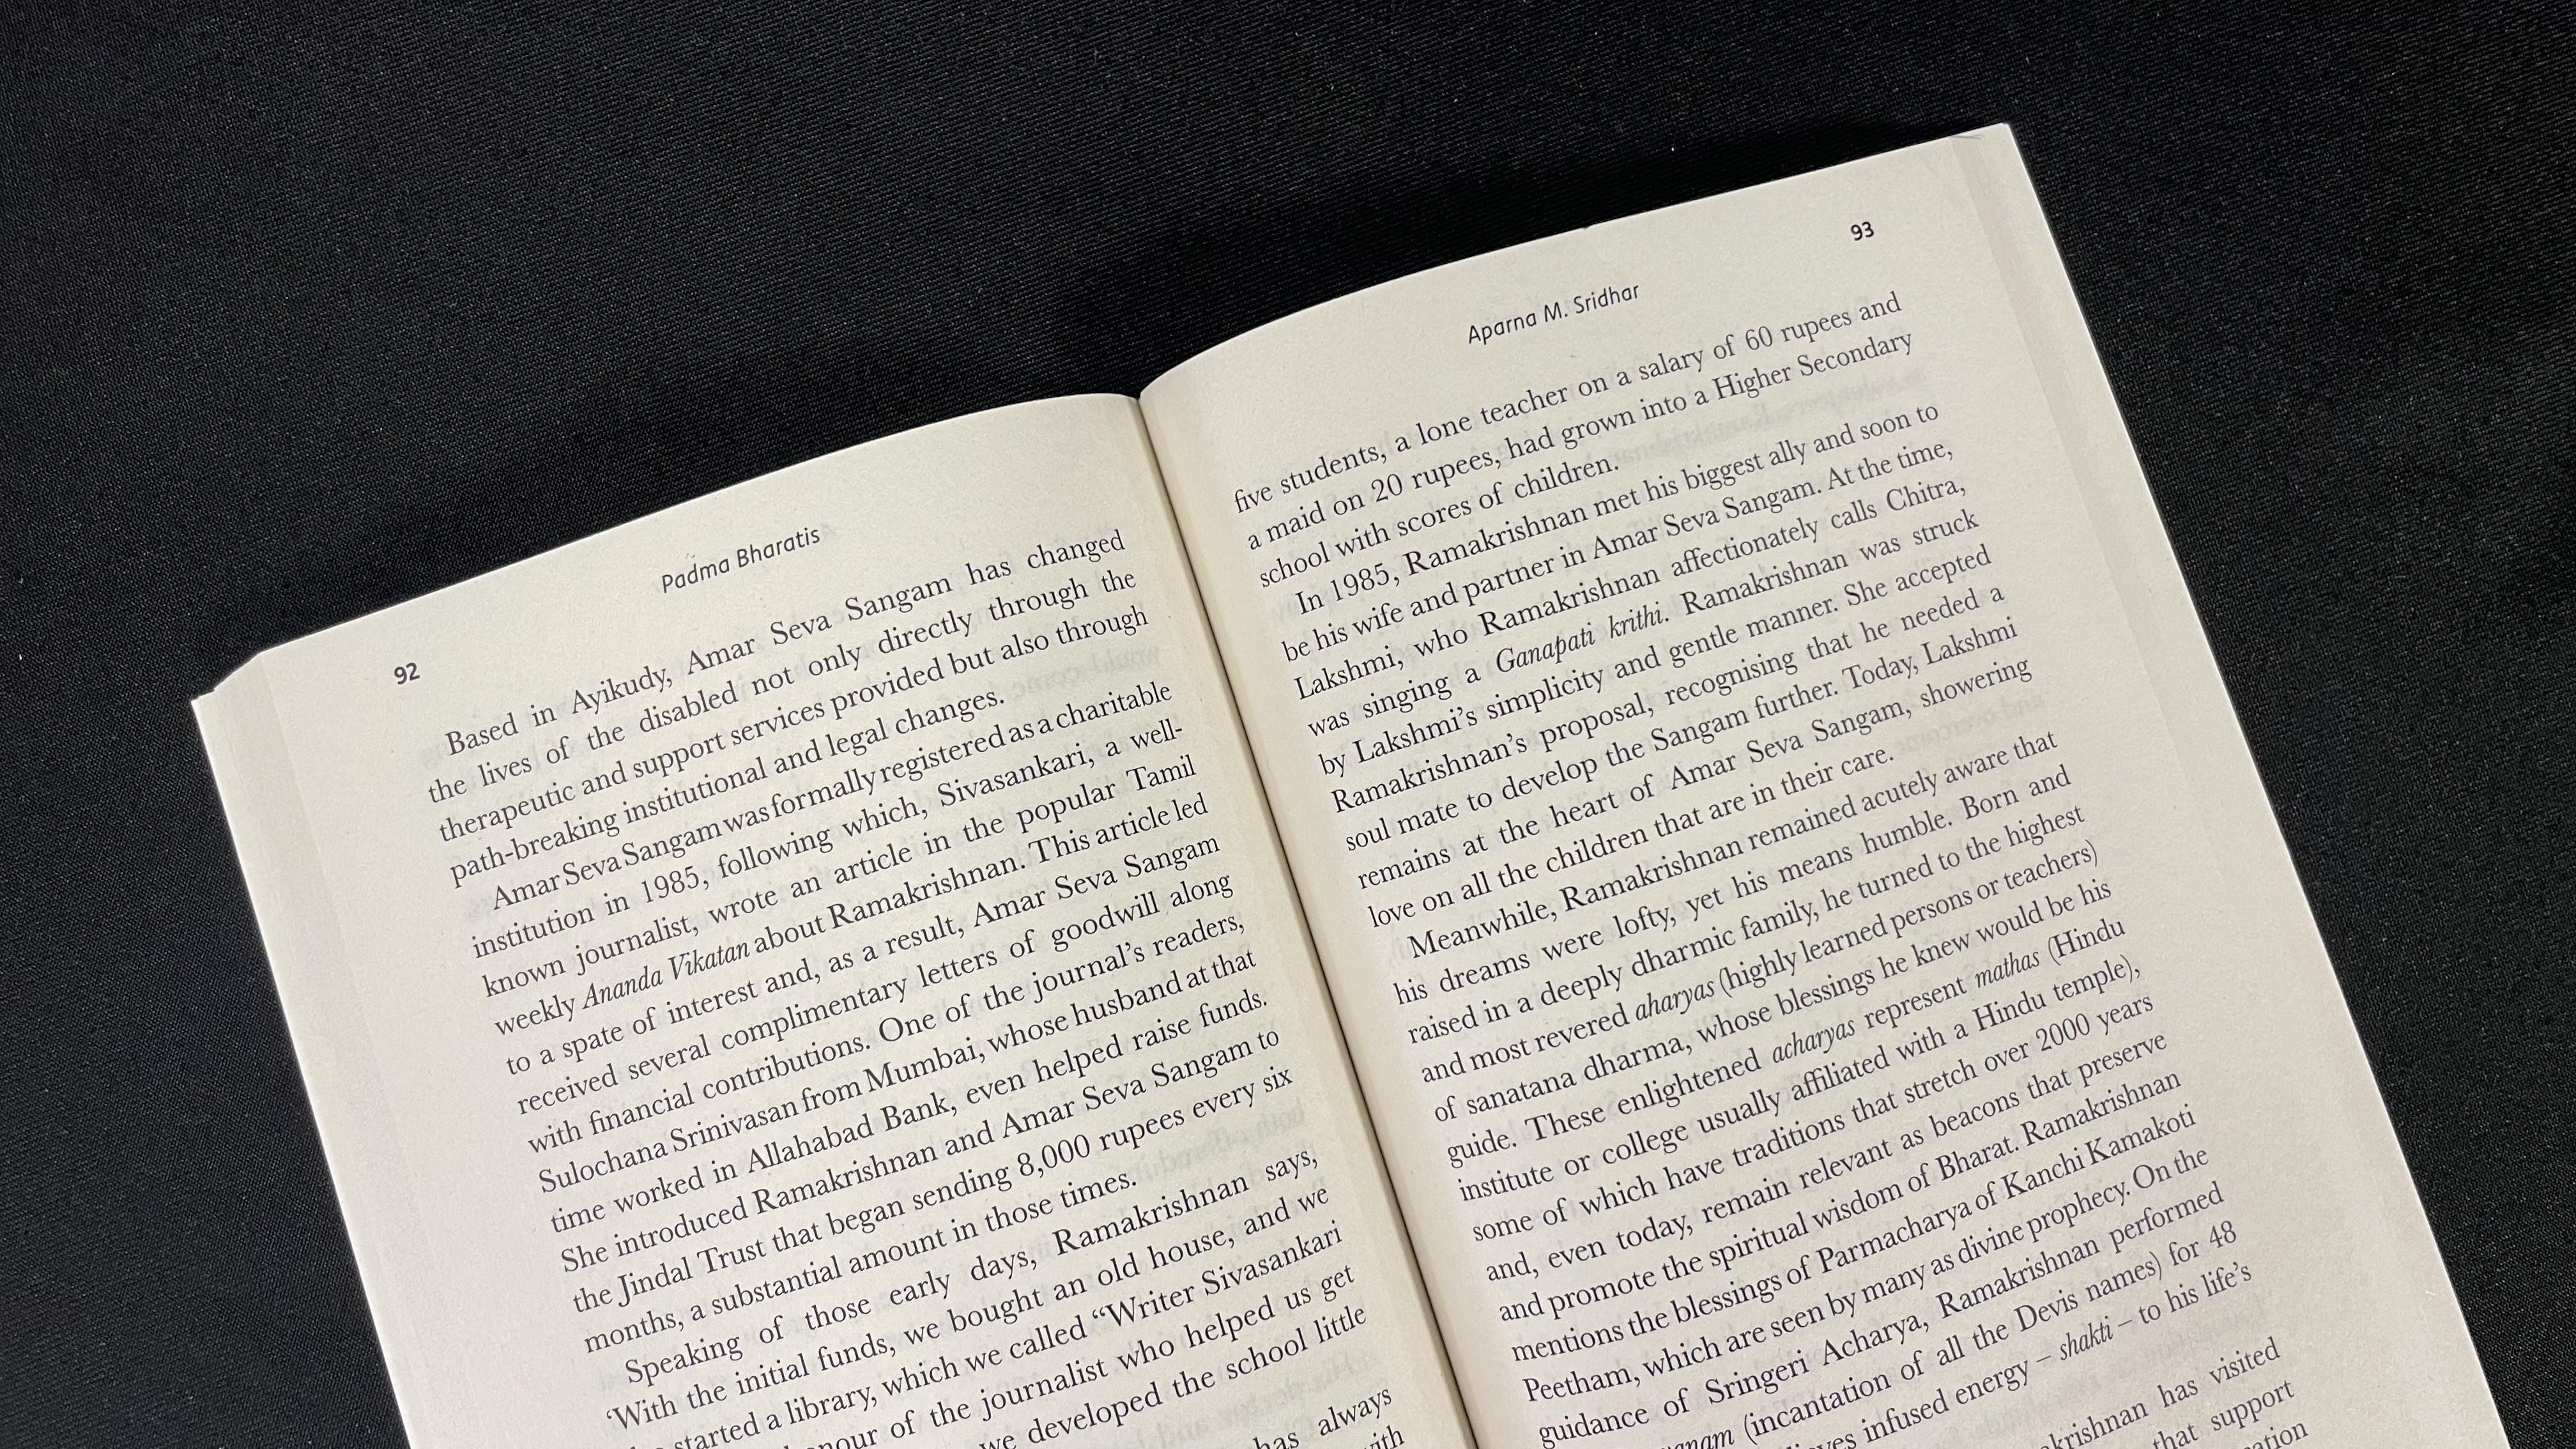 92
Padma Bharatis
Based in Ayikudy, Amar Seva Sangam has changed
the lives of the disabled not only directly through the
therapeutic and support services provided but also through
path-breaking institutional and legal changes.
Amar Seva Sangam was formally registered as a charitable
institution in 1985, following which, Sivasankari, a well-
known journalist, wrote an article in the popular Tamil
weekly Ananda Vikatan about Ramakrishnan. This article led
to a spate of interest and, as a result, Amar Seva Sangam
received several complimentary letters of goodwill along
with financial contributions. One of the journal's readers,
Sulochana Srinivasan from Mumbai, whose husband at that
time worked in Allahabad Bank, even helped raise funds.
She introduced Ramakrishnan and Amar Seva Sangam to
the Jindal Trust that began sending 8,000 rupees every six
months, a substantial amount in those times.
Speaking of those early days, Ramakrishnan says,
‘With the initial funds, we bought an old house, and we
started a library, which we called “Writer Sivasankari
of the journalist who helped us get
we developed the school little
has always
with
93
Aparna M. Sridhar
five students, a lone teacher on a salary of 60 rupees and
a maid on 20 rupees, had grown into a Higher Secondary
school with scores of children.
In 1985, Ramakrishnan met his biggest ally and soon to
be his wife and partner in Amar Seva Sangam. At the time,
Lakshmi, who Ramakrishnan affectionately calls Chitra,
was singing a Ganapati krithi. Ramakrishnan was struck
by Lakshmi's simplicity and gentle manner. She accepted
Ramakrishnan's proposal, recognising that he needed a
soul mate to develop the Sangam further. Today, Lakshmi
remains at the heart of Amar Seva Sangam, showering
love on all the children that are in their care.
Meanwhile, Ramakrishnan remained acutely aware that
his dreams were lofty, yet his means humble. Born and
raised in a deeply dharmic family, he turned to the highest
and most revered aharyas (highly learned persons or teachers)
of sanatana dharma, whose blessings he knew would be his
guide. These enlightened acharyas represent mathas (Hindu
institute or college usually affiliated with a Hindu temple),
some of which have traditions that stretch over 2000 years
and, even today, remain relevant as beacons that preserve
and promote the spiritual wisdom of Bharat. Ramakrishnan
mentions the blessings of Parmacharya of Kanchi Kamakoti
Peetham, which are seen by many as divine prophecy. On the
guidance of Sringeri Acharya, Ramakrishnan performed
(incantation of all the Devis names) for 48
infused energy – shakti – to his life's
has visited
that support